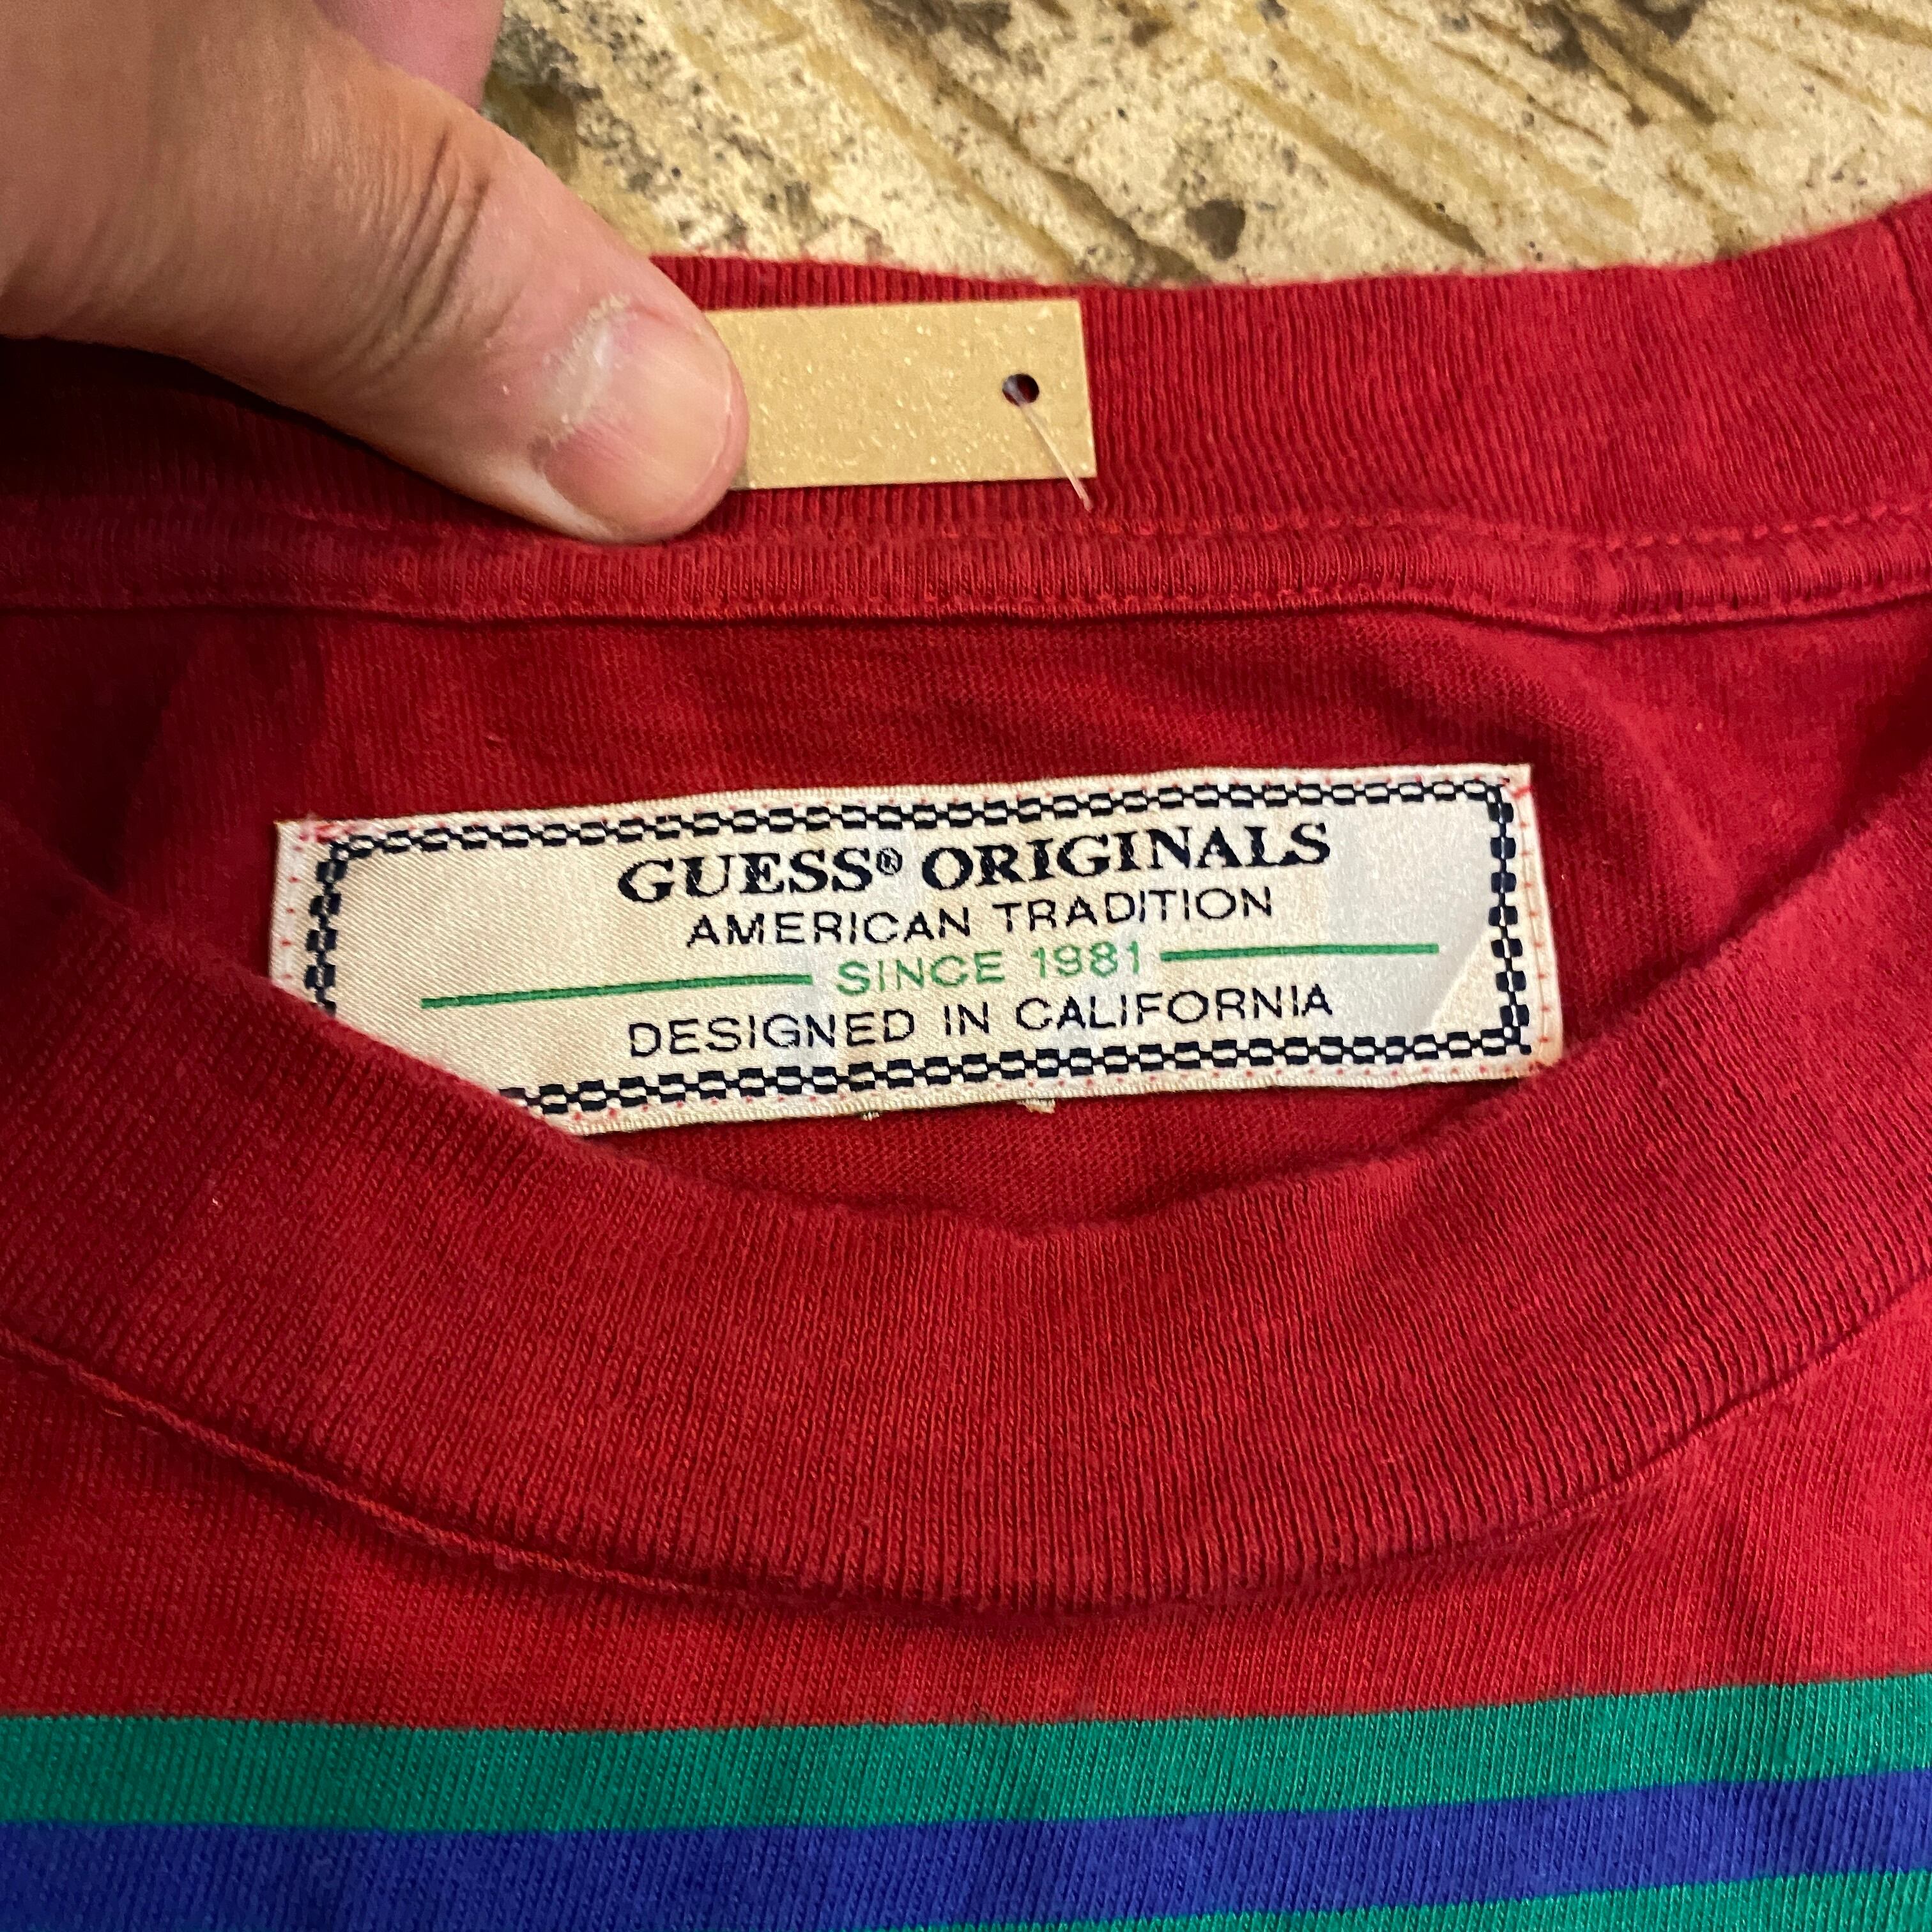 GUESS® ORIGINALS
AMERICAN TRADITION
SINCE 1981
DESIGNED IN CALIFORNIA